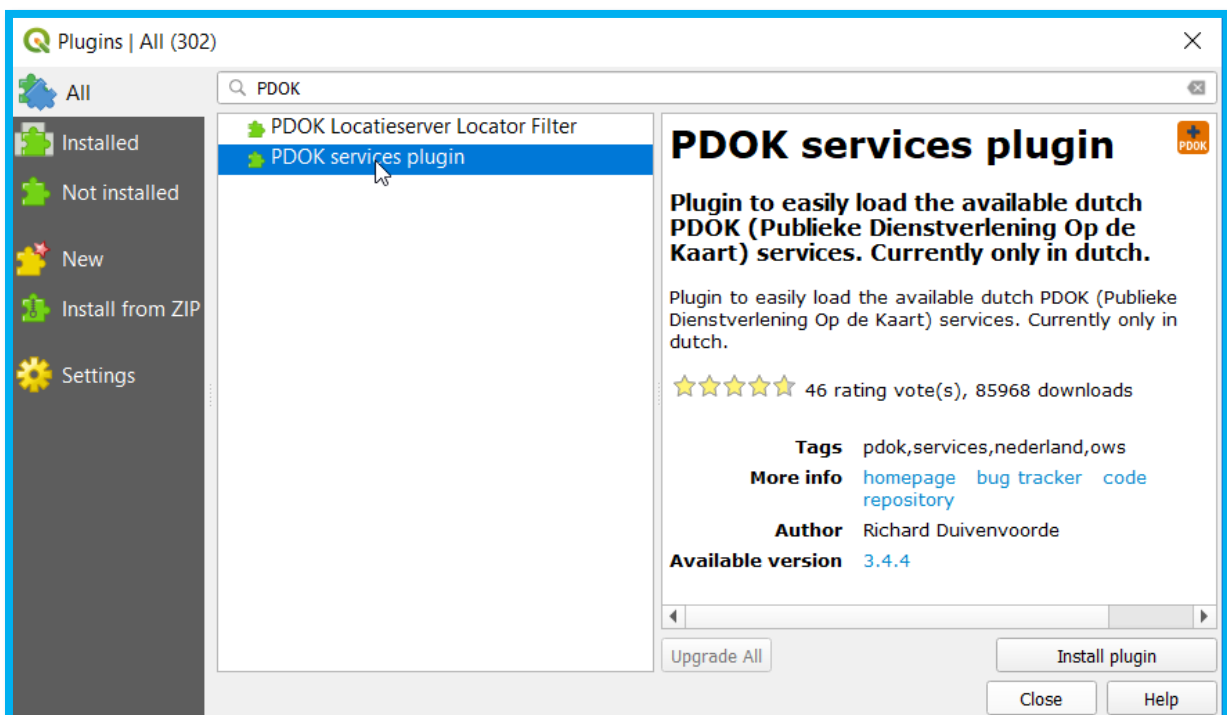 Plugins | All (302)
All
Installed
Not installed
New
Install from ZIP
Settings
PDOK
PDOK Locatieserver Locator Filter
PDOK services plugin
PDOK services plugin
PDOK
Plugin to easily load the available dutch
PDOK (Publieke Dienstverlening Op de
Kaart) services. Currently only in dutch.
Plugin to easily load the available dutch PDOK (Publieke
Dienstverlening Op de Kaart) services. Currently only in
dutch.
46 rating vote(s), 85968 downloads
Tags pdok,services,nederland,ows
More info homepage bug tracker code
repository
Author Richard Duivenvoorde
Available version 3.4.4
Upgrade All
Install plugin
Close
Help